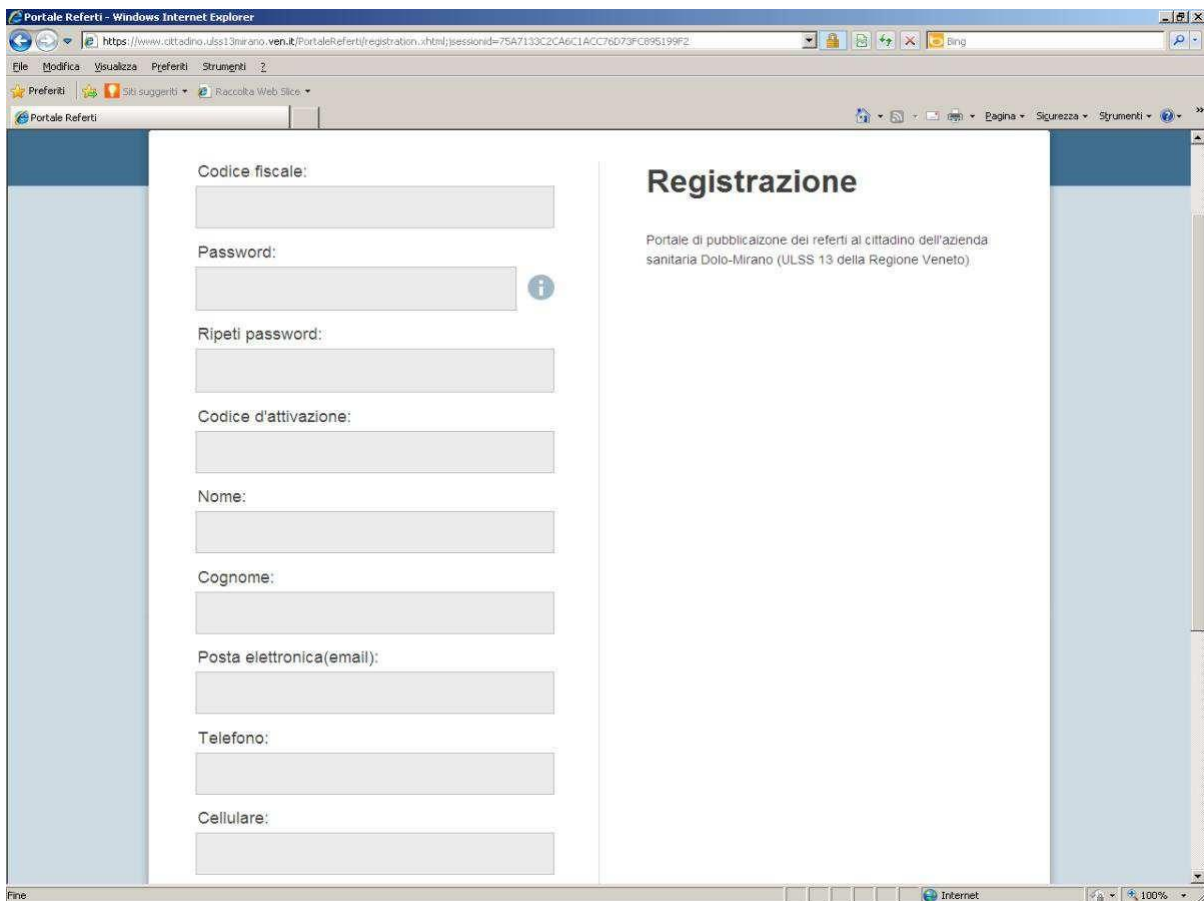 Portale Referti - Windows Internet Explorer
https://www.cittadino.ulss13mirano.ven.it/PortaleReferti/registration.xhtml;jsessionid=75A7133C2CA6C1ACC76D73FC895199F2
Bing
File Modifica Visualizza Preferiti Strumenti ?
Preferiti Siti suggeriti Raccolta Web Slice
Portale Referti
Pagina Sicurezza Strumenti
Codice fiscale:
Password:
Ripeti password:
Codice d'attivazione:
Nome:
Cognome:
Posta elettronica(email):
Telefono:
Cellulare:
Registrazione
Portale di pubblicaizone dei referti al cittadino dell'azienda
sanitaria Dolo-Mirano (ULSS 13 della Regione Veneto)
Fine
Internet
100%